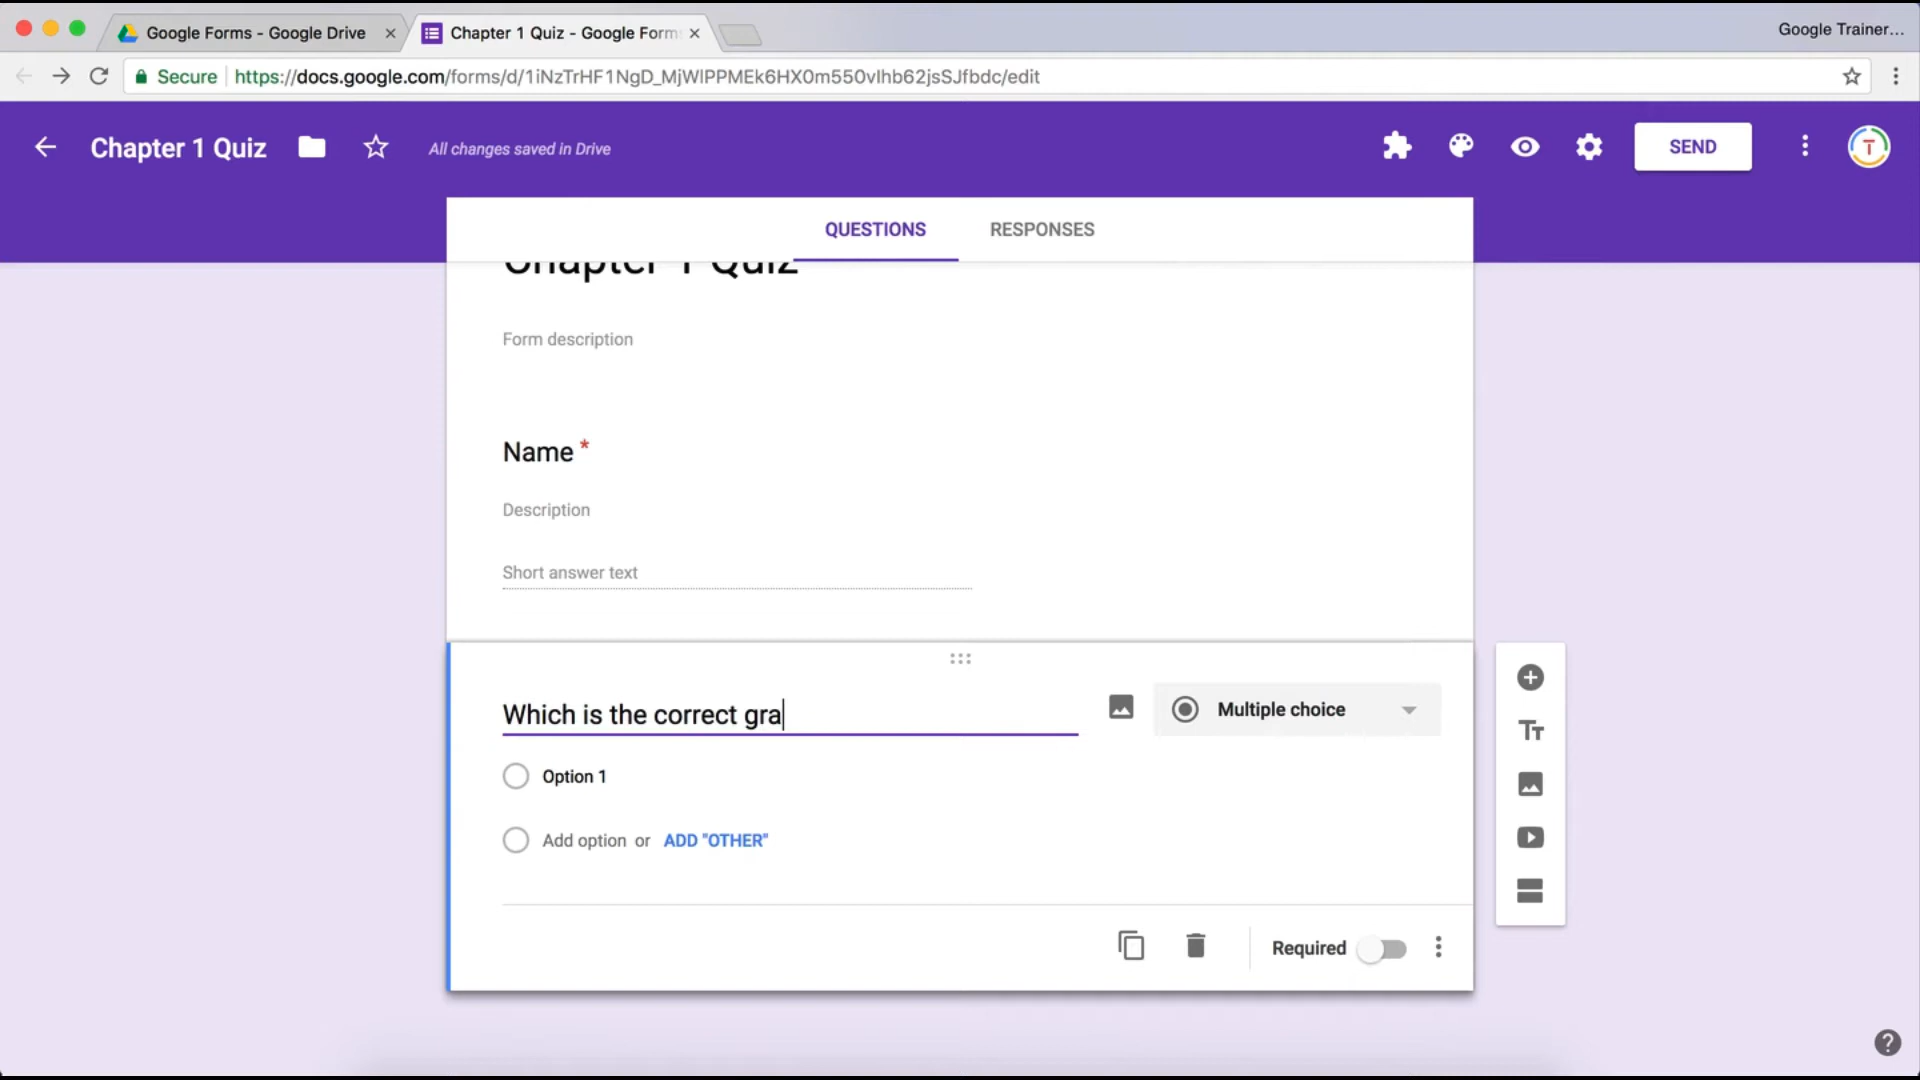 Google Forms - Google Drive
Chapter 1 Quiz - Google Form
Google Trainer...
Secure
https://docs.google.com/forms/d/1iNzTrHF1NgD_MjWlPPMEk6HX0m550vIhb62jsSJfbdc/edit
Chapter 1 Quiz
All changes saved in Drive
SEND
T
QUESTIONS
RESPONSES
Chapter 1 Quiz
Form description
Name *
Description
Short answer text
Which is the correct gra
Multiple choice
Option 1
Add option or ADD "OTHER"
Required
Tт
?